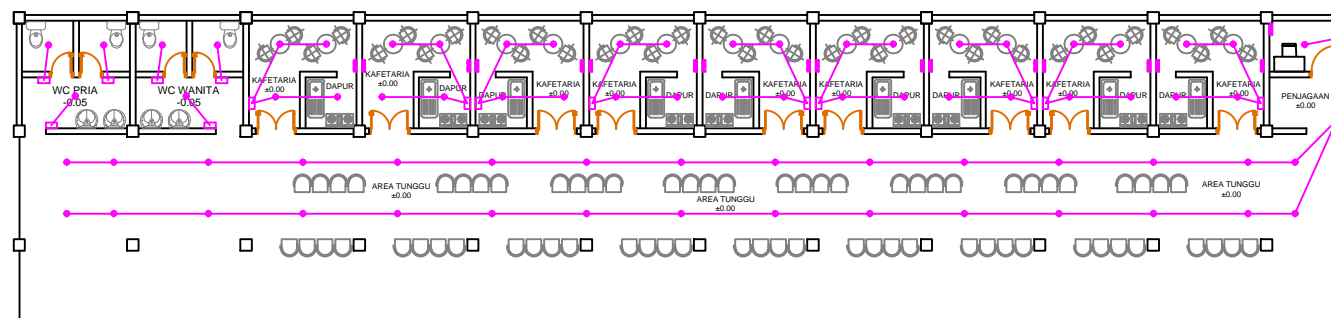 WC PRIA
-0.05
WC WANITA
-0.05
KAFETARIA
±0.00
DAPUR
KAFETARIA
±0.00
DAPUR
DAPUR
KAFETARIA
±0.00
KAFETARIA
±0.00
DAPUR
DAPUR
KAFETARIA
±0.00
KAFETARIA
±0.00
DAPUR
DAPUR
KAFETARIA
±0.00
KAFETARIA
±0.00
DAPUR
DAPUR
KAFETARIA
±0.00
PENJAGAAN
±0.00
AREA TUNGGU
±0.00
AREA TUNGGU
±0.00
AREA TUNGGU
±0.00